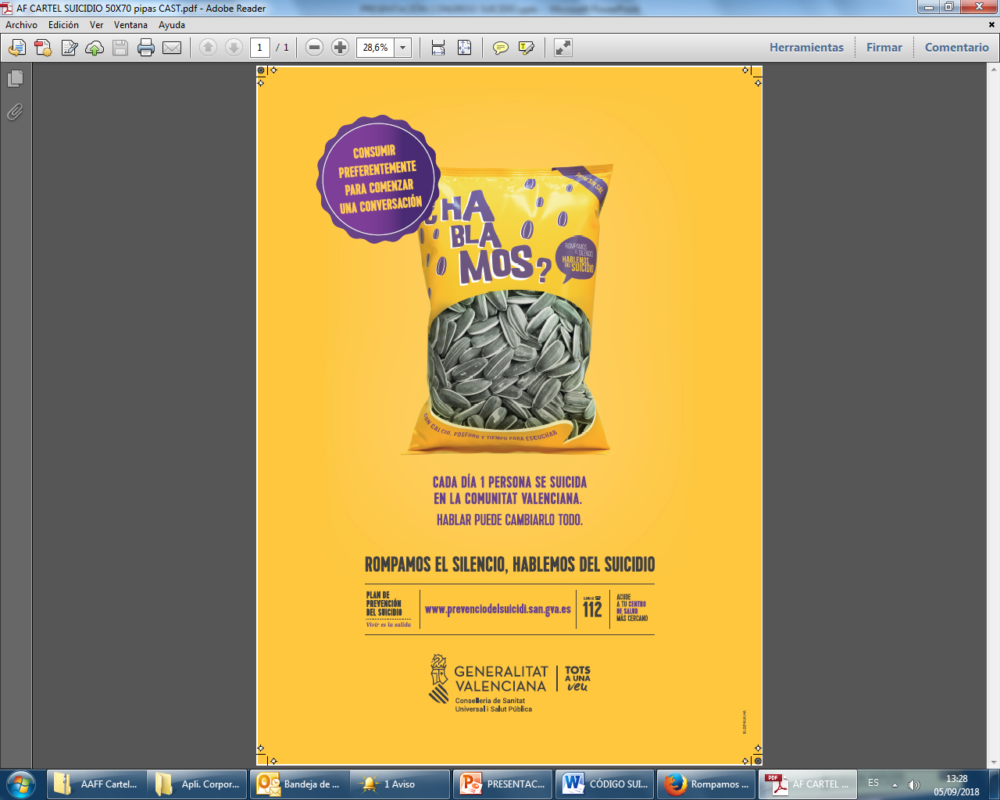 AF CARTEL SUICIDIO 50X70 pipas CAST.pdf - Adobe Reader
Archivo Edición Ver Ventana Ayuda
1 / 1 28,6% Herramientas Firmar Comentario
CONSUMIR
PREFERENTEMENTE
PARA COMENZAR
UNA CONVERSACIÓN
PIPAS SIN SAL
¿HA
BLA
MOS?
ROMPAMOS
EL SILENCIO
HABLEMOS
DEL SUICIDIO
CON CALCIO, FÓSFORO Y TIEMPO PARA ESCUCHAR
CADA DÍA 1 PERSONA SE SUICIDA
EN LA COMUNITAT VALENCIANA.
HABLAR PUEDE CAMBIARLO TODO.
ROMPAMOS EL SILENCIO, HABLEMOS DEL SUICIDIO
PLAN DE
PREVENCIÓN
DEL SUICIDIO
Vivir es la salida
www.prevenciodelsuicidi.san.gva.es
LLAMA AL
112
ACUDE
A TU CENTRO
DE SALUD
MÁS CERCANO
GENERALITAT
VALENCIANA
Conselleria de Sanitat
Universal i Salut Pública
TOTS
A UNA
veu
AAFF Cartel... Apli. Corpor... Bandeja de ... 1 Aviso PRESENTAC... CÓDIGO SUI... Rompamos ... AF CARTEL ... ES 13:28
05/09/2018